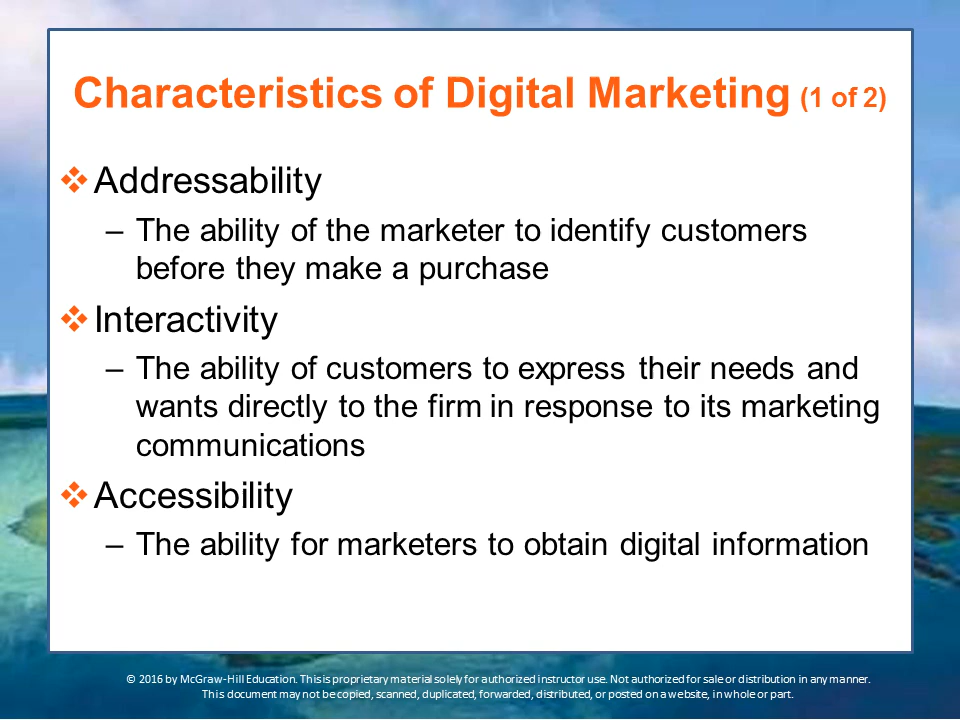 Characteristics of Digital Marketing (1 of 2)
❖ Addressability
– The ability of the marketer to identify customers
before they make a purchase
❖ Interactivity
– The ability of customers to express their needs and
wants directly to the firm in response to its marketing
communications
❖ Accessibility
– The ability for marketers to obtain digital information
© 2016 by McGraw-Hill Education. This is proprietary material solely for authorized instructor use. Not authorized for sale or distribution in any manner.
This document may not be copied, scanned, duplicated, forwarded, distributed, or posted on a website, in whole or part.